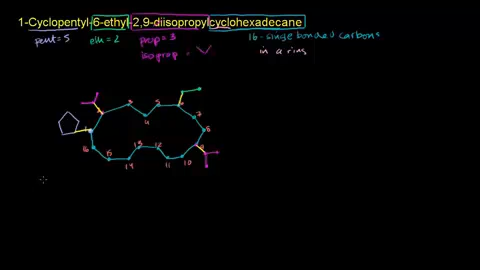 1-Cyclopentyl-6-ethyl-2,9-diisopropylcyclohexadecane
pent = 5 eth = 2 prop = 3 16 - single bonded carbons
isoprop = in a ring
3 5 6
1 4 7
8
16 13 12 9
15 14 11 10